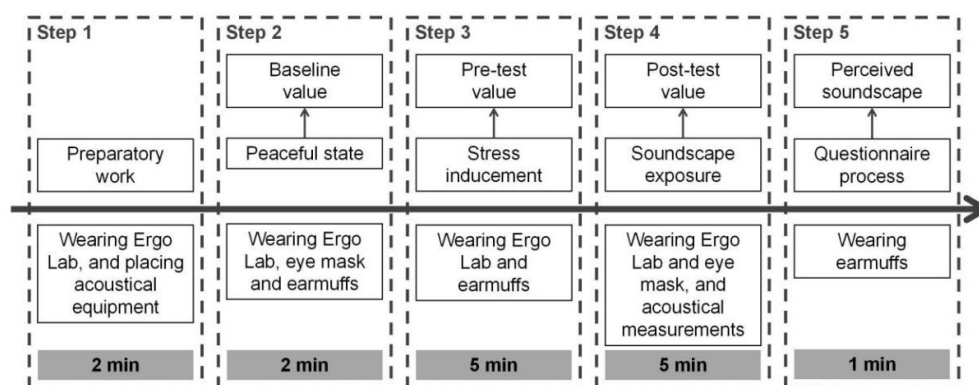 Step 1
Preparatory
work
Wearing Ergo
Lab, and placing
acoustical
equipment
2 min
Step 2
Baseline
value
Peaceful state
Wearing Ergo
Lab, eye mask
and earmuffs
2 min
Step 3
Pre-test
value
Stress
inducement
Wearing Ergo
Lab and
earmuffs
5 min
Step 4
Post-test
value
Soundscape
exposure
Wearing Ergo
Lab and eye
mask, and
acoustical
measurements
5 min
Step 5
Perceived
soundscape
Questionnaire
process
Wearing
earmuffs
1 min